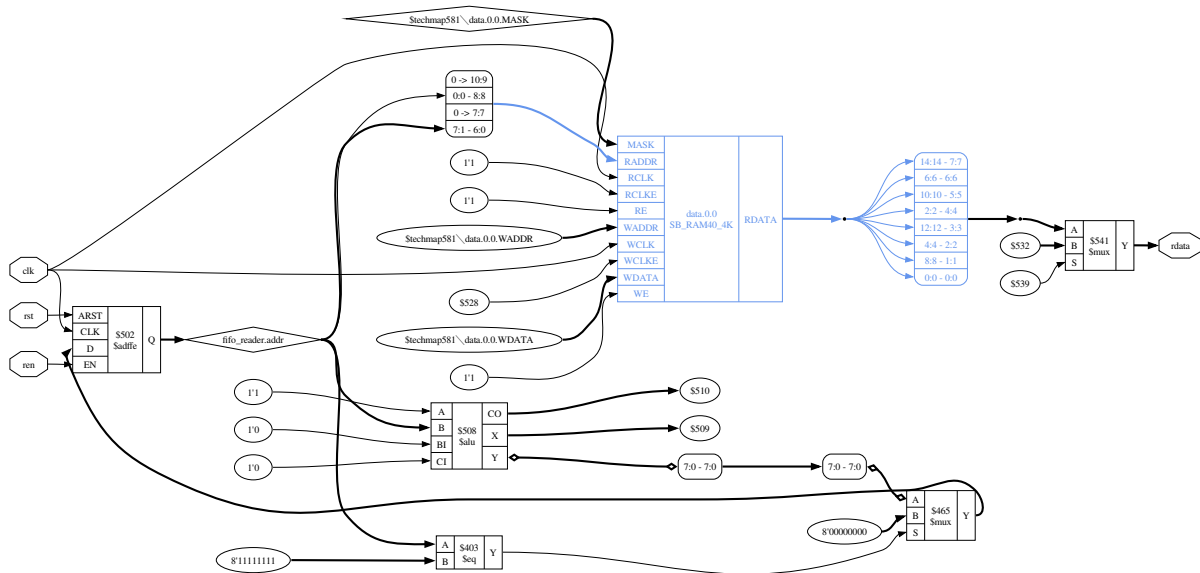 $techmap581\data.0.0.MASK
0 -> 10:9
0:0 - 8:8
0 -> 7:7
7:1 - 6:0
1'1
1'1
$techmap581\data.0.0.WADDR
$528
$techmap581\data.0.0.WDATA
1'1
MASK
RADDR
RCLK
RCLKE
RE
WADDR
WCLK
WCLKE
WDATA
WE
data.0.0
SB_RAM40_4K
RDATA
14:14 - 7:7
6:6 - 6:6
10:10 - 5:5
2:2 - 4:4
12:12 - 3:3
4:4 - 2:2
8:8 - 1:1
0:0 - 0:0
$532
$539
A
B
S
$541
$mux
Y
rdata
clk
rst
ren
ARST
CLK
D
EN
$502
$adffe
Q
fifo_reader.addr
1'1
1'0
1'0
A
B
BI
CI
$508
$alu
CO
X
Y
$510
$509
7:0 - 7:0
7:0 - 7:0
8'00000000
A
B
S
$465
$mux
Y
8'11111111
A
B
$403
$eq
Y